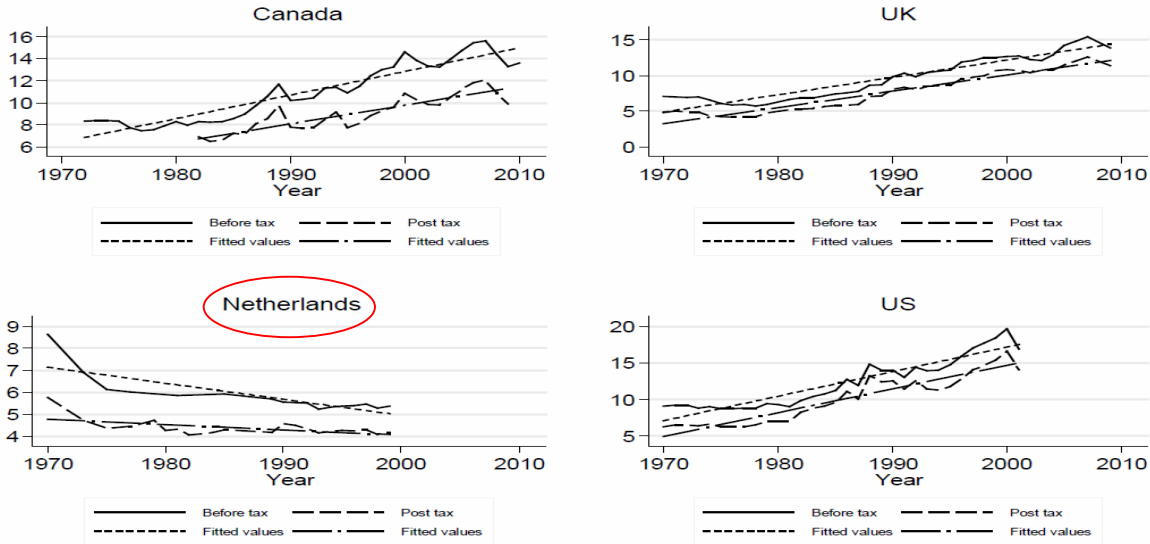 Canada
16
14
12
10
8
6
1970 1980 1990 2000 2010
Year
Before tax Post tax
Fitted values Fitted values
UK
15
10
5
0
1970 1980 1990 2000 2010
Year
Before tax Post tax
Fitted values Fitted values
Netherlands
9
8
7
6
5
4
1970 1980 1990 2000 2010
Year
Before tax Post tax
Fitted values Fitted values
US
20
15
10
5
1970 1980 1990 2000 2010
Year
Before tax Post tax
Fitted values Fitted values